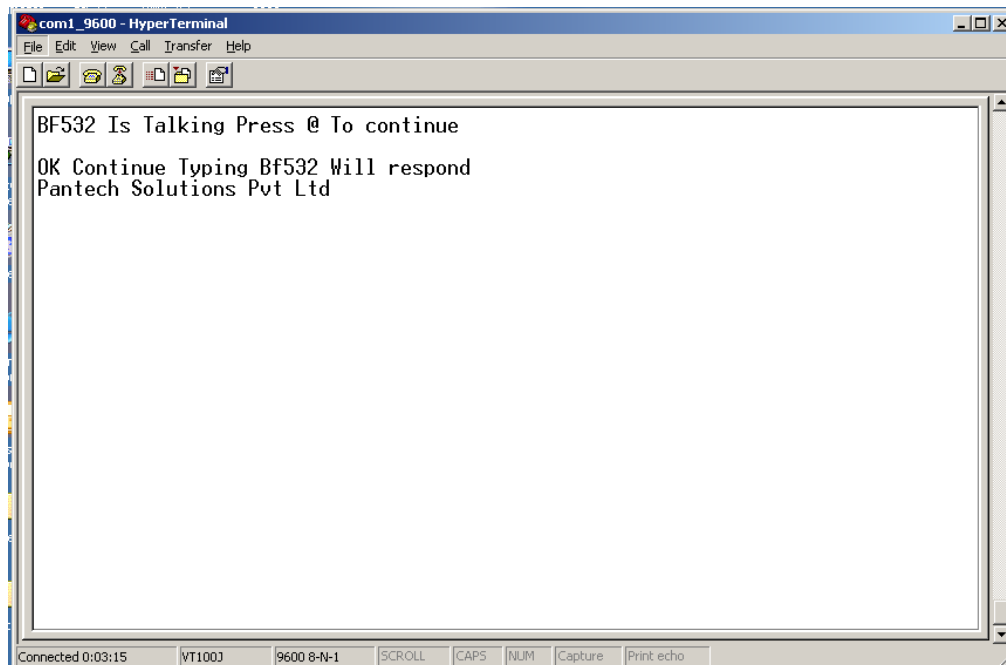 com1_9600 - HyperTerminal
File Edit View Call Transfer Help
BF532 Is Talking Press @ To continue
OK Continue Typing Bf532 Will respond
Pantech Solutions Pvt Ltd
Connected 0:03:15 VT100J 9600 8-N-1 SCROLL CAPS NUM Capture Print echo